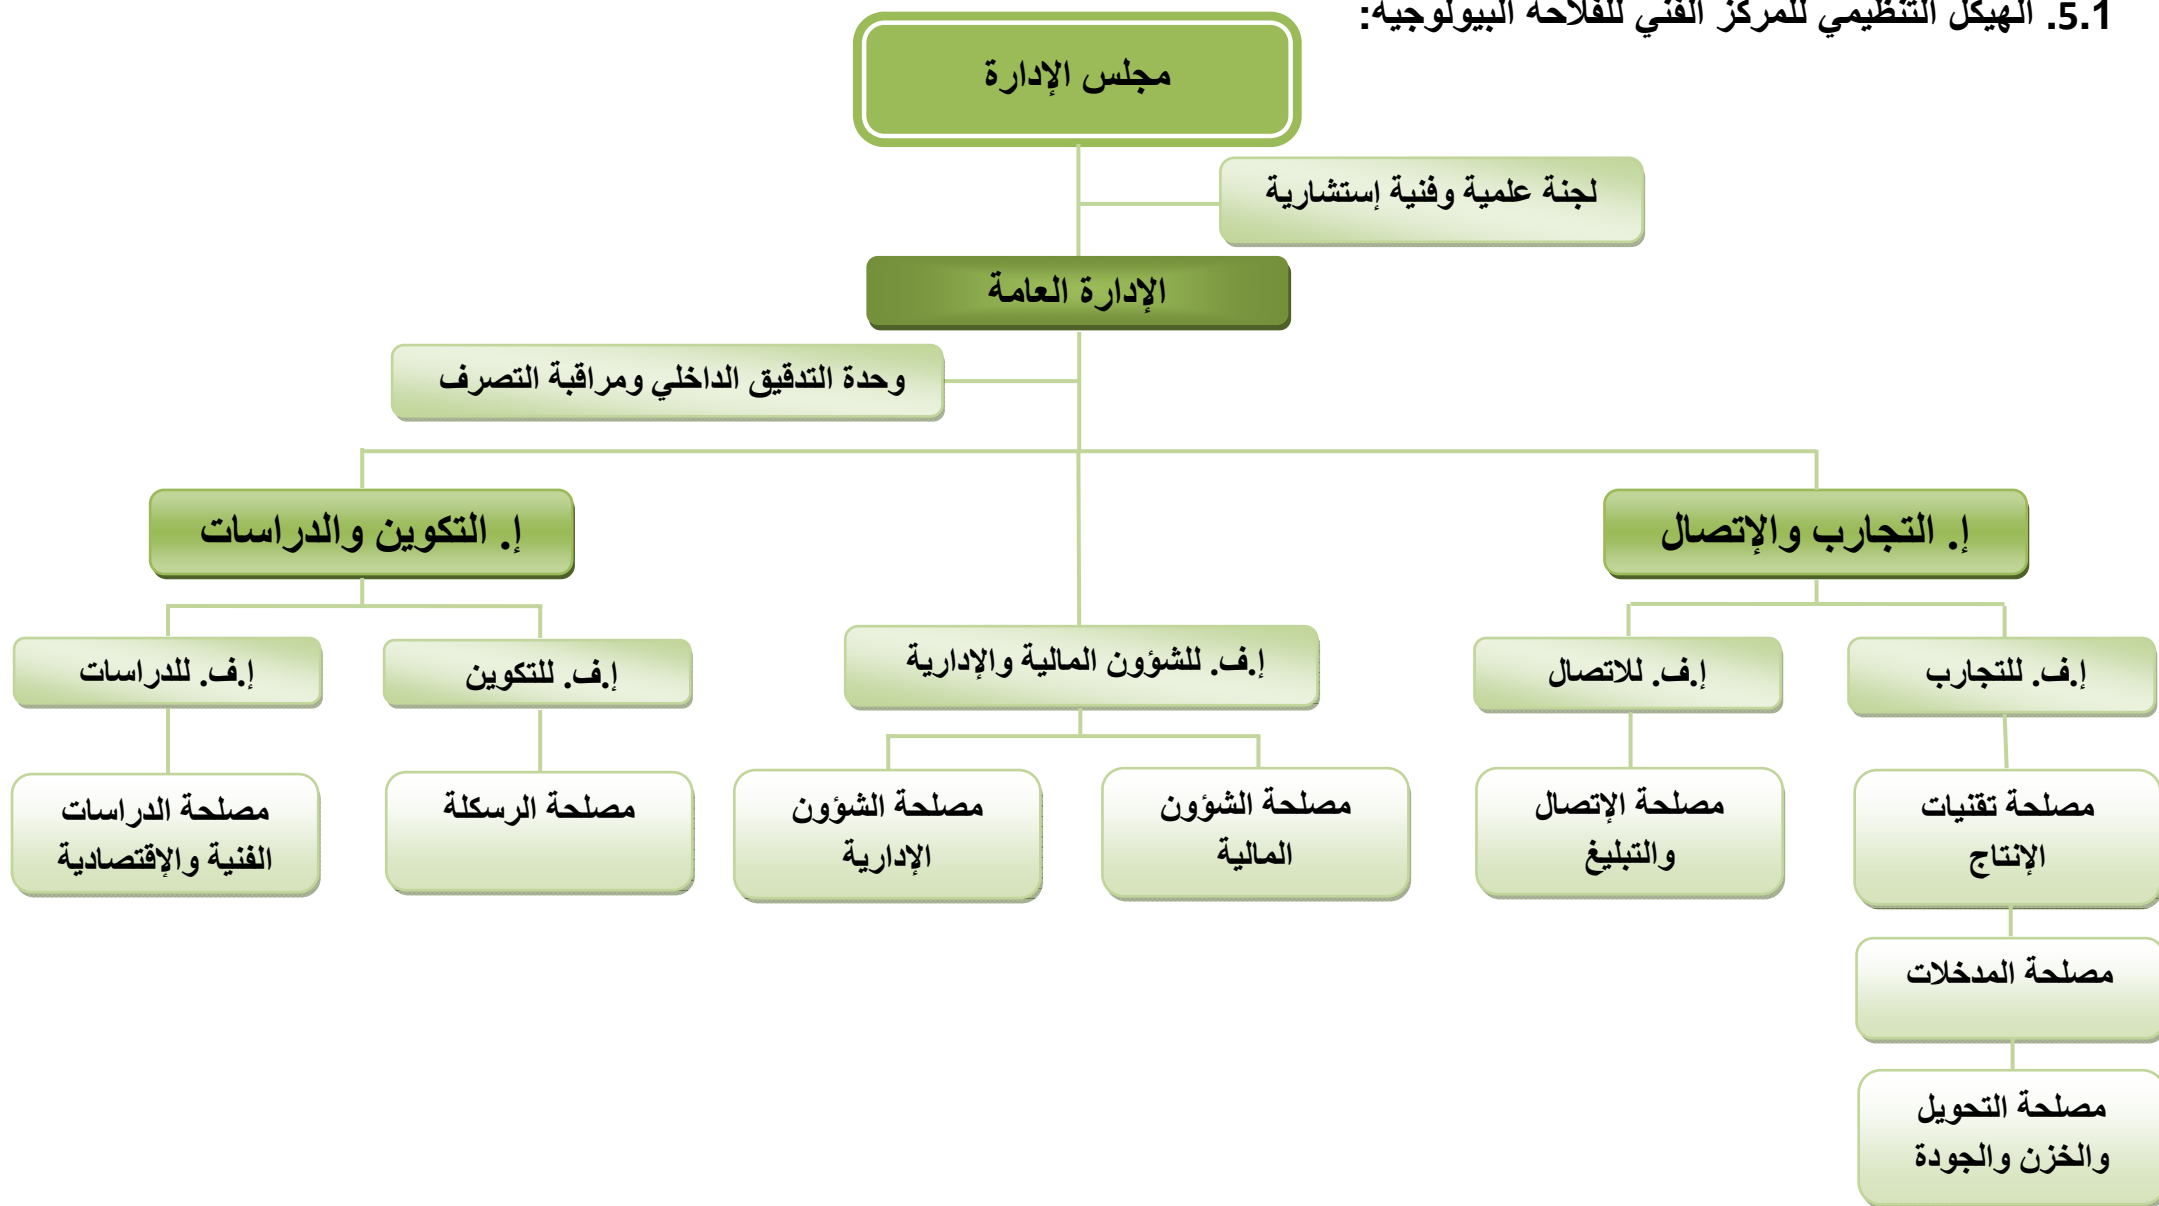 5.1. الهيكل التنظيمي للمركز الفني للفلاحة البيولوجية:
مجلس الإدارة
لجنة علمية وفنية إستشارية
الإدارة العامة
وحدة التدقيق الداخلي ومراقبة التصرف
إ. التجارب والإتصال
إ. التكوين والدراسات
إ.ف. للتجارب
إ.ف. للاتصال
إ.ف. للشؤون المالية والإدارية
إ.ف. للتكوين
إ.ف. للدراسات
مصلحة تقنيات
الإنتاج
مصلحة الإتصال
والتبليغ
مصلحة الشؤون
المالية
مصلحة الشؤون
الإدارية
مصلحة الرسكلة
مصلحة الدراسات
الفنية والإقتصادية
مصلحة المدخلات
مصلحة التحويل
والخزن والجودة